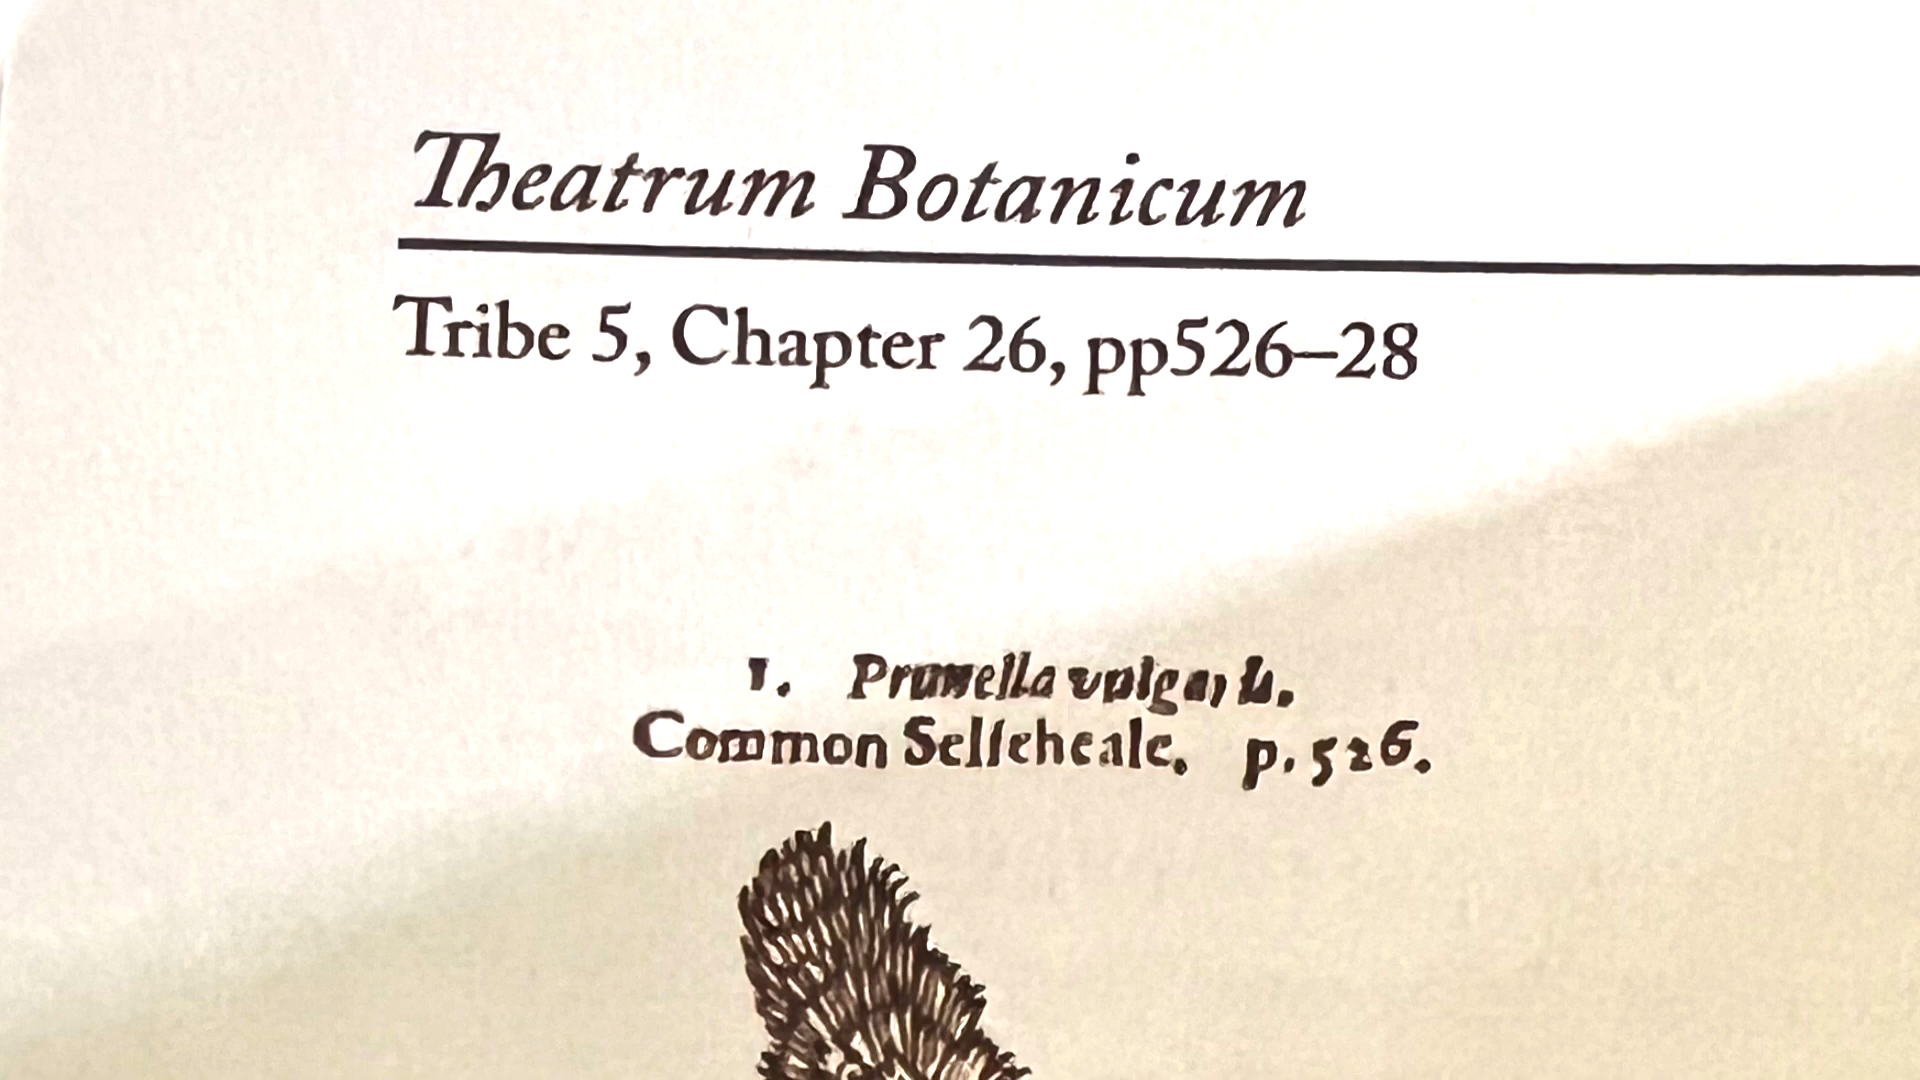 Theatrum Botanicum
Tribe 5, Chapter 26, pp526–28
1. Prunella vulgaris.
Common Selfeheale. p. 526.